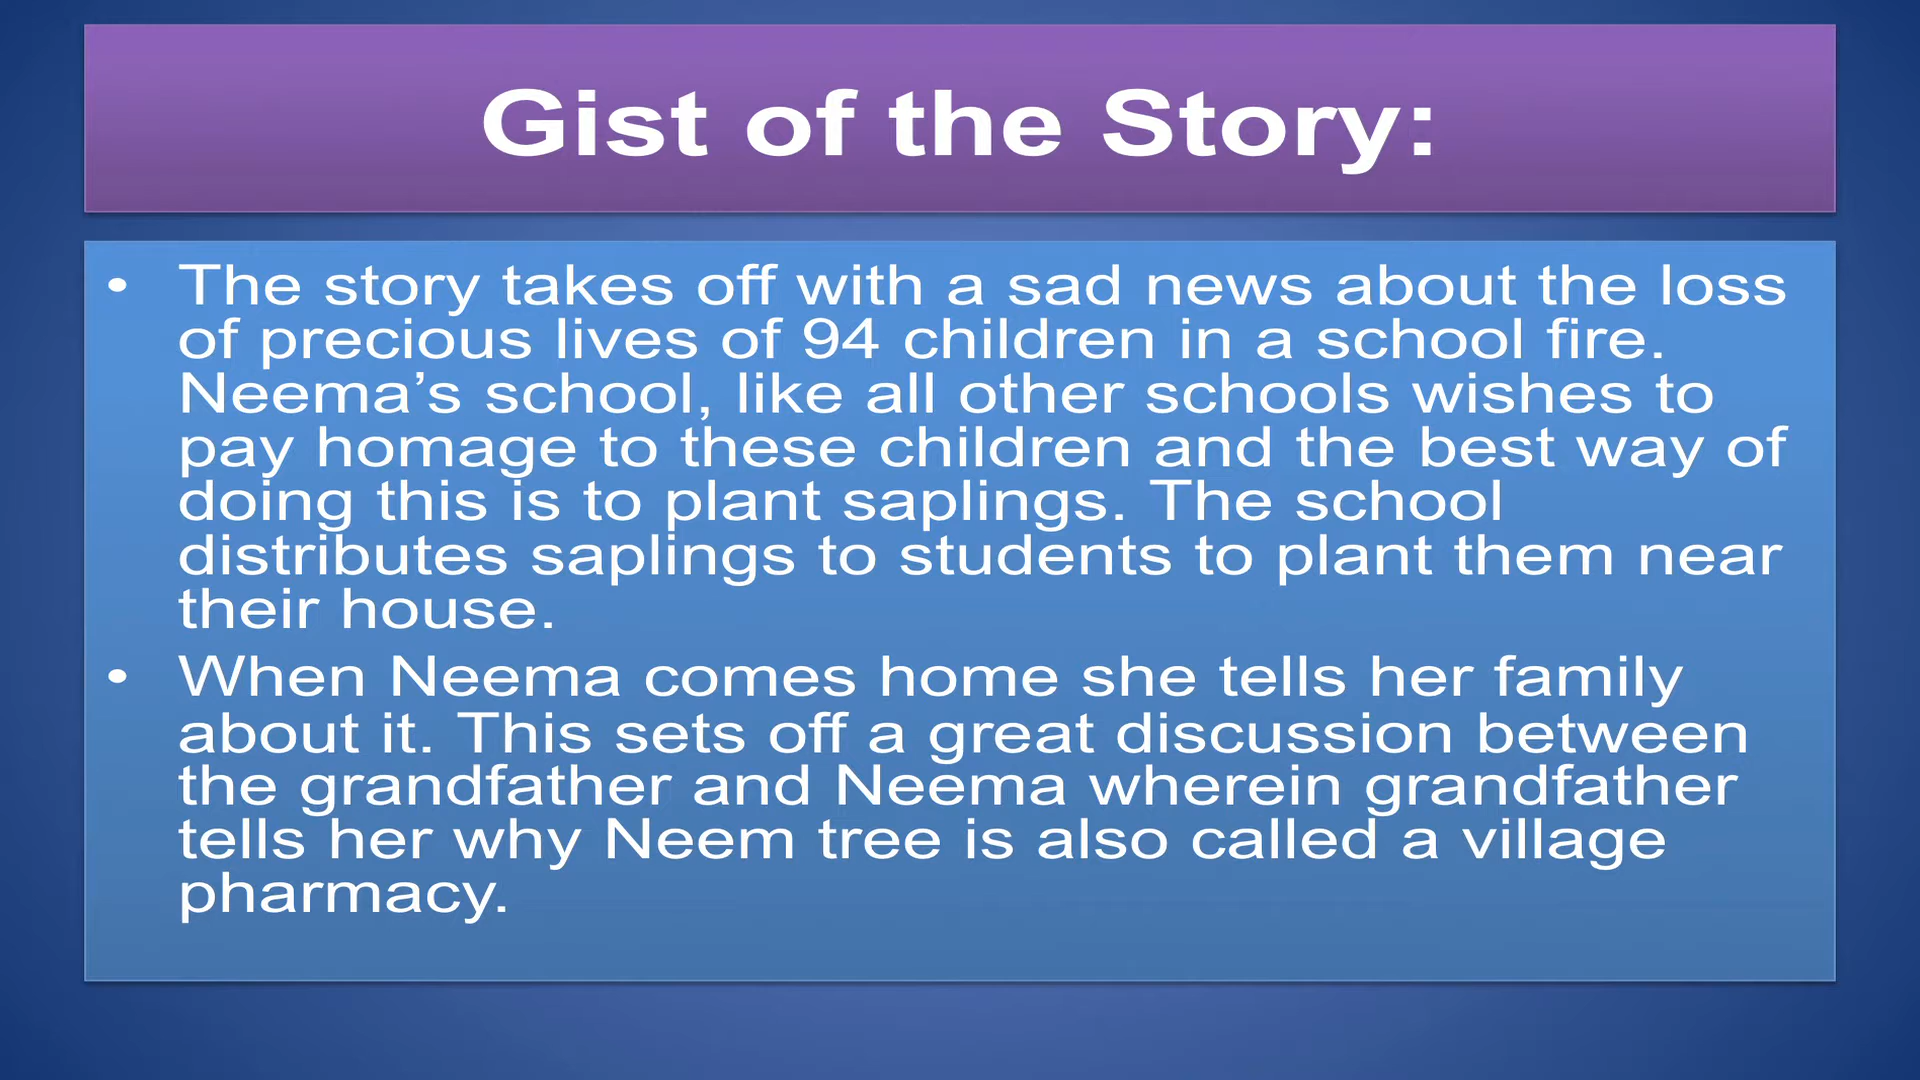 Gist of the Story:
• The story takes off with a sad news about the loss
of precious lives of 94 children in a school fire.
Neema’s school, like all other schools wishes to
pay homage to these children and the best way of
doing this is to plant saplings. The school
distributes saplings to students to plant them near
their house.
• When Neema comes home she tells her family
about it. This sets off a great discussion between
the grandfather and Neema wherein grandfather
tells her why Neem tree is also called a village
pharmacy.